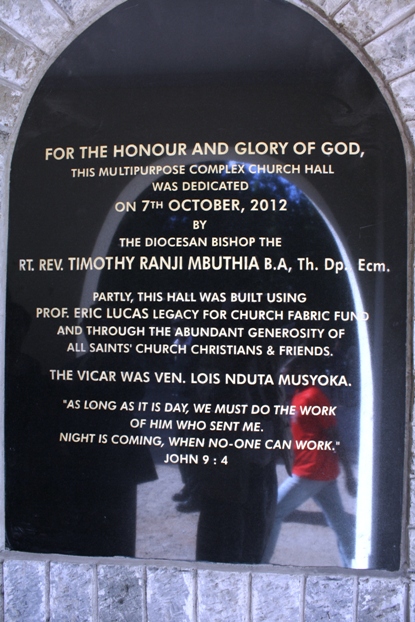 FOR THE HONOUR AND GLORY OF GOD,
THIS MULTIPURPOSE COMPLEX CHURCH HALL
WAS DEDICATED
ON 7TH OCTOBER, 2012
BY
THE DIOCESAN BISHOP THE
RT. REV. TIMOTHY RANJI MBUTHIA B.A, Th. Dp. Ecm.
PARTLY, THIS HALL WAS BUILT USING
PROF. ERIC LUCAS LEGACY FOR CHURCH FABRIC FUND
AND THROUGH THE ABUNDANT GENEROSITY OF
ALL SAINTS' CHURCH CHRISTIANS & FRIENDS.
THE VICAR WAS VEN. LOIS NDUTA MUSYOKA.
"AS LONG AS IT IS DAY, WE MUST DO THE WORK
OF HIM WHO SENT ME.
NIGHT IS COMING, WHEN NO-ONE CAN WORK."
JOHN 9 : 4